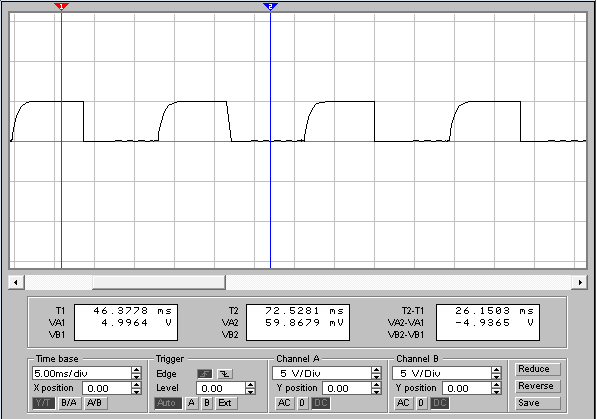 1 2
T1 46.3778 ms T2 72.5281 ms T2-T1 26.1503 ms
VA1 4.9964 V VA2 59.8679 mV VA2-VA1 -4.9365 V
VB1 VB2 VB2-VB1
Time base Trigger Channel A Channel B
5.00ms/div Edge 5 V/Div 5 V/Div Reduce
X position 0.00 Level 0.00 Y position 0.00 Y position 0.00 Reverse
Y/T B/A A/B Auto A B Ext AC 0 DC AC 0 DC Save